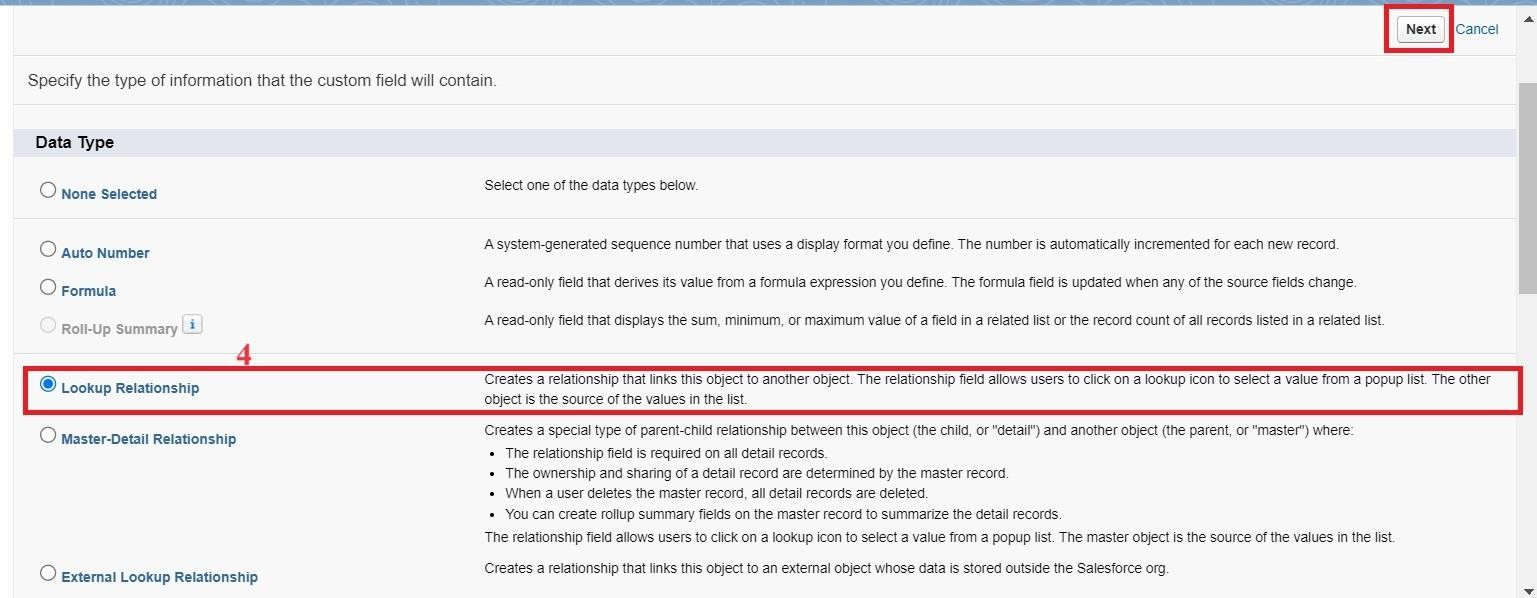 Next Cancel
Specify the type of information that the custom field will contain.
Data Type
None Selected
Select one of the data types below.
Auto Number
A system-generated sequence number that uses a display format you define. The number is automatically incremented for each new record.
Formula
A read-only field that derives its value from a formula expression you define. The formula field is updated when any of the source fields change.
Roll-Up Summary i
A read-only field that displays the sum, minimum, or maximum value of a field in a related list or the record count of all records listed in a related list.
4
Lookup Relationship
Creates a relationship that links this object to another object. The relationship field allows users to click on a lookup icon to select a value from a popup list. The other
object is the source of the values in the list.
Master-Detail Relationship
Creates a special type of parent-child relationship between this object (the child, or "detail") and another object (the parent, or "master") where:
• The relationship field is required on all detail records.
• The ownership and sharing of a detail record are determined by the master record.
• When a user deletes the master record, all detail records are deleted.
• You can create rollup summary fields on the master record to summarize the detail records.
The relationship field allows users to click on a lookup icon to select a value from a popup list. The master object is the source of the values in the list.
External Lookup Relationship
Creates a relationship that links this object to an external object whose data is stored outside the Salesforce org.